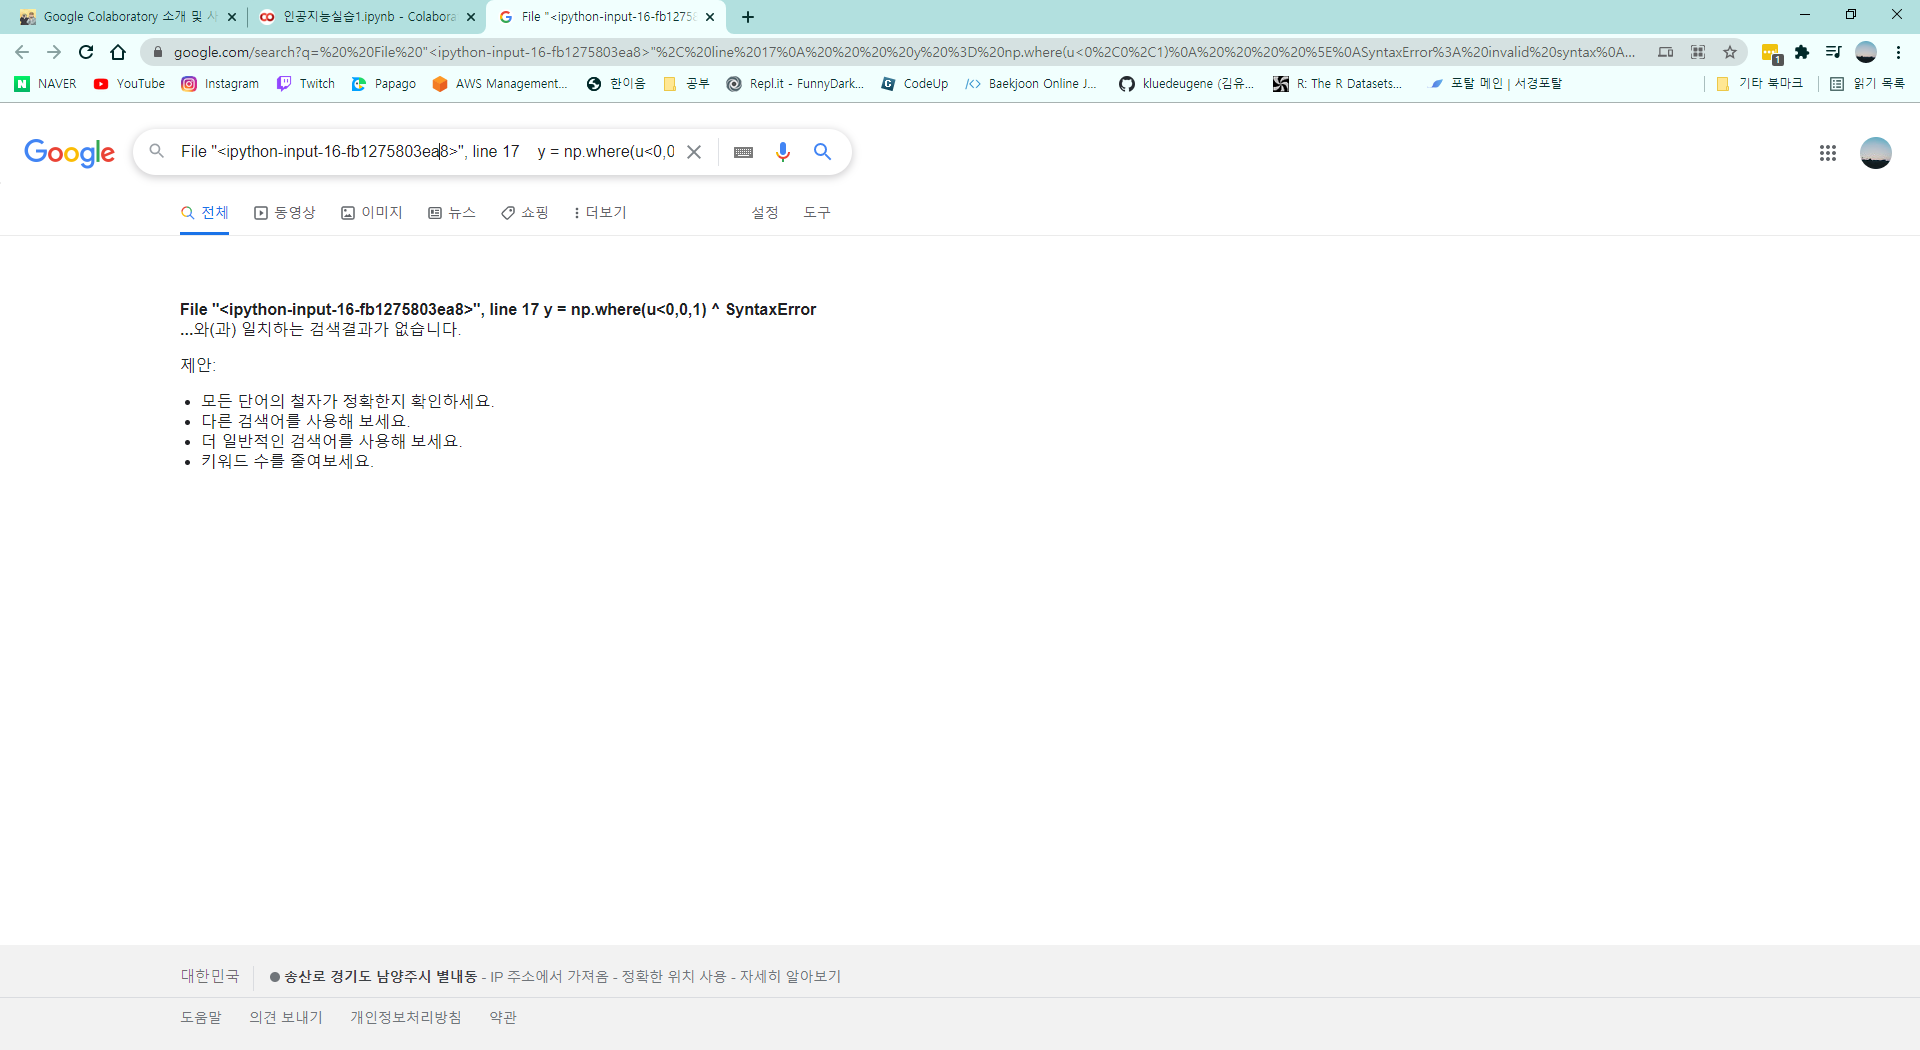 Google Colaboratory 소개 및 사
인공지능실습1.ipynb - Colabora
File "<ipython-input-16-fb12758
google.com/search?q=%20%20File%20"<ipython-input-16-fb1275803ea8>"%2C%20line%2017%0A%20%20%20%20y%20%3D%20np.where(u<0%2C0%2C1)%0A%20%20%20%20%20%5E%0ASyntaxError%3A%20invalid%20syntax%0A...
1
NAVER
YouTube
Instagram
Twitch
Papago
AWS Management...
한이음
공부
Repl.it - FunnyDark...
CodeUp
Baekjoon Online J...
kluedeugene (김유...
R: The R Datasets...
포탈 메인 | 서경포탈
기타 북마크
읽기 목록
Google
File "<ipython-input-16-fb1275803ea8>", line 17    y = np.where(u<0,0
전체
동영상
이미지
뉴스
쇼핑
더보기
설정
도구
File "<ipython-input-16-fb1275803ea8>", line 17 y = np.where(u<0,0,1) ^ SyntaxError
...와(과) 일치하는 검색결과가 없습니다.
제안:
모든 단어의 철자가 정확한지 확인하세요.
다른 검색어를 사용해 보세요.
더 일반적인 검색어를 사용해 보세요.
키워드 수를 줄여보세요.
대한민국
송산로 경기도 남양주시 별내동 - IP 주소에서 가져옴 - 정확한 위치 사용 - 자세히 알아보기
도움말
의견 보내기
개인정보처리방침
약관